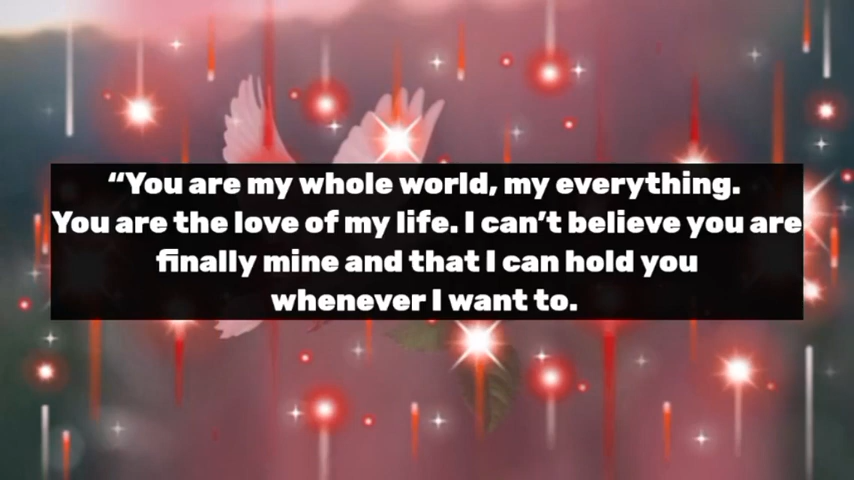 “You are my whole world, my everything.
You are the love of my life. I can’t believe you are
finally mine and that I can hold you
whenever I want to.